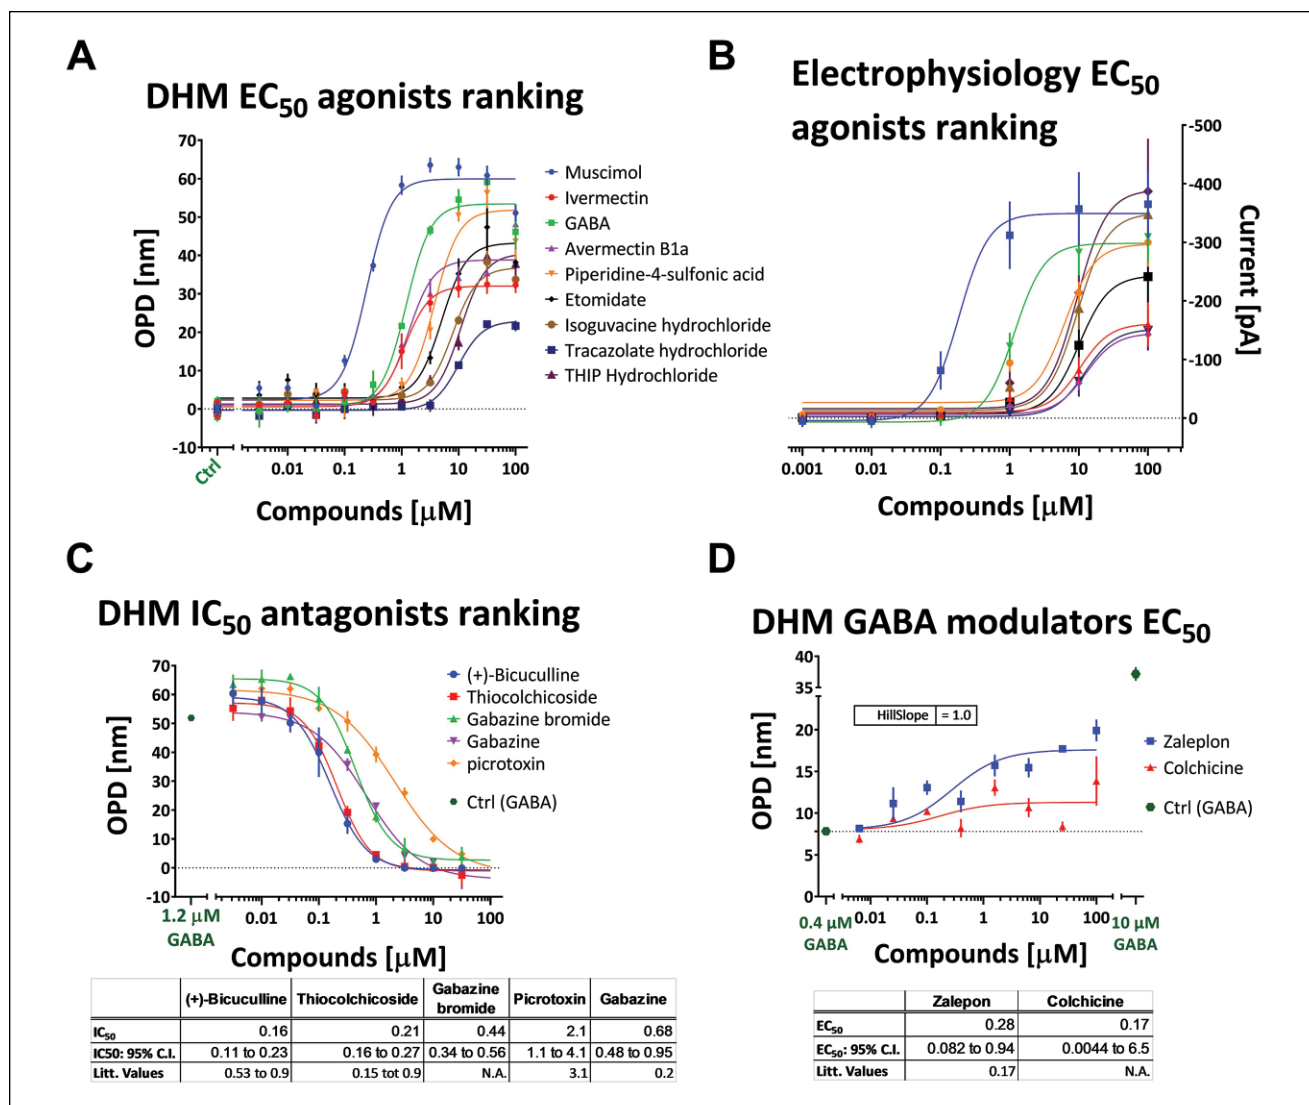 A
DHM EC50 agonists ranking
OPD [nm]
70
60
50
40
30
20
10
0
-10
Ctrl
0.01
0.1
1
10
100
Compounds [μM]
Muscimol
Ivermectin
GABA
Avermectin B1a
Piperidine-4-sulfonic acid
Etomidate
Isoguvacine hydrochloride
Tracazolate hydrochloride
THIP Hydrochloride
B
Electrophysiology EC50
agonists ranking
-500
-400
-300
-200
-100
0
Current [pA]
0.001
0.01
0.1
1
10
100
Compounds [μM]
C
DHM IC50 antagonists ranking
OPD [nm]
70
60
50
40
30
20
10
0
-10
1.2 μM
GABA
0.01
0.1
1
10
100
Compounds [μM]
(+)-Bicuculline
Thiocolchicoside
Gabazine bromide
Gabazine
picrotoxin
Ctrl (GABA)
(+)-Bicuculline Thiocolchicoside Gabazine bromide Picrotoxin Gabazine
IC50 0.16 0.21 0.44 2.1 0.68
IC50: 95% C.I. 0.11 to 0.23 0.16 to 0.27 0.34 to 0.56 1.1 to 4.1 0.48 to 0.95
Litt. Values 0.53 to 0.9 0.15 tot 0.9 N.A. 3.1 0.2
D
DHM GABA modulators EC50
OPD [nm]
40
35
20
15
10
5
0
HillSlope = 1.0
0.4 μM
GABA
0.01
0.1
1
10
100
10 μM
GABA
Compounds [μM]
Zaleplon
Colchicine
Ctrl (GABA)
Zalepon Colchicine
EC50 0.28 0.17
EC50: 95% C.I. 0.082 to 0.94 0.0044 to 6.5
Litt. Values 0.17 N.A.